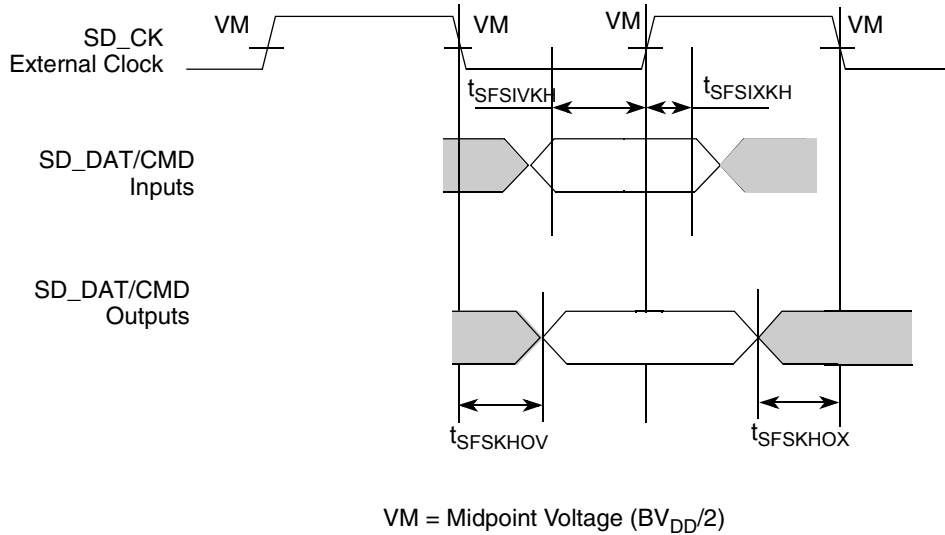 VM
VM
VM
VM
SD_CK
External Clock
tSFSIVKH
tSFSIXKH
SD_DAT/CMD
Inputs
SD_DAT/CMD
Outputs
tSFSKHOV
tSFSKHOX
VM = Midpoint Voltage (BVDD/2)